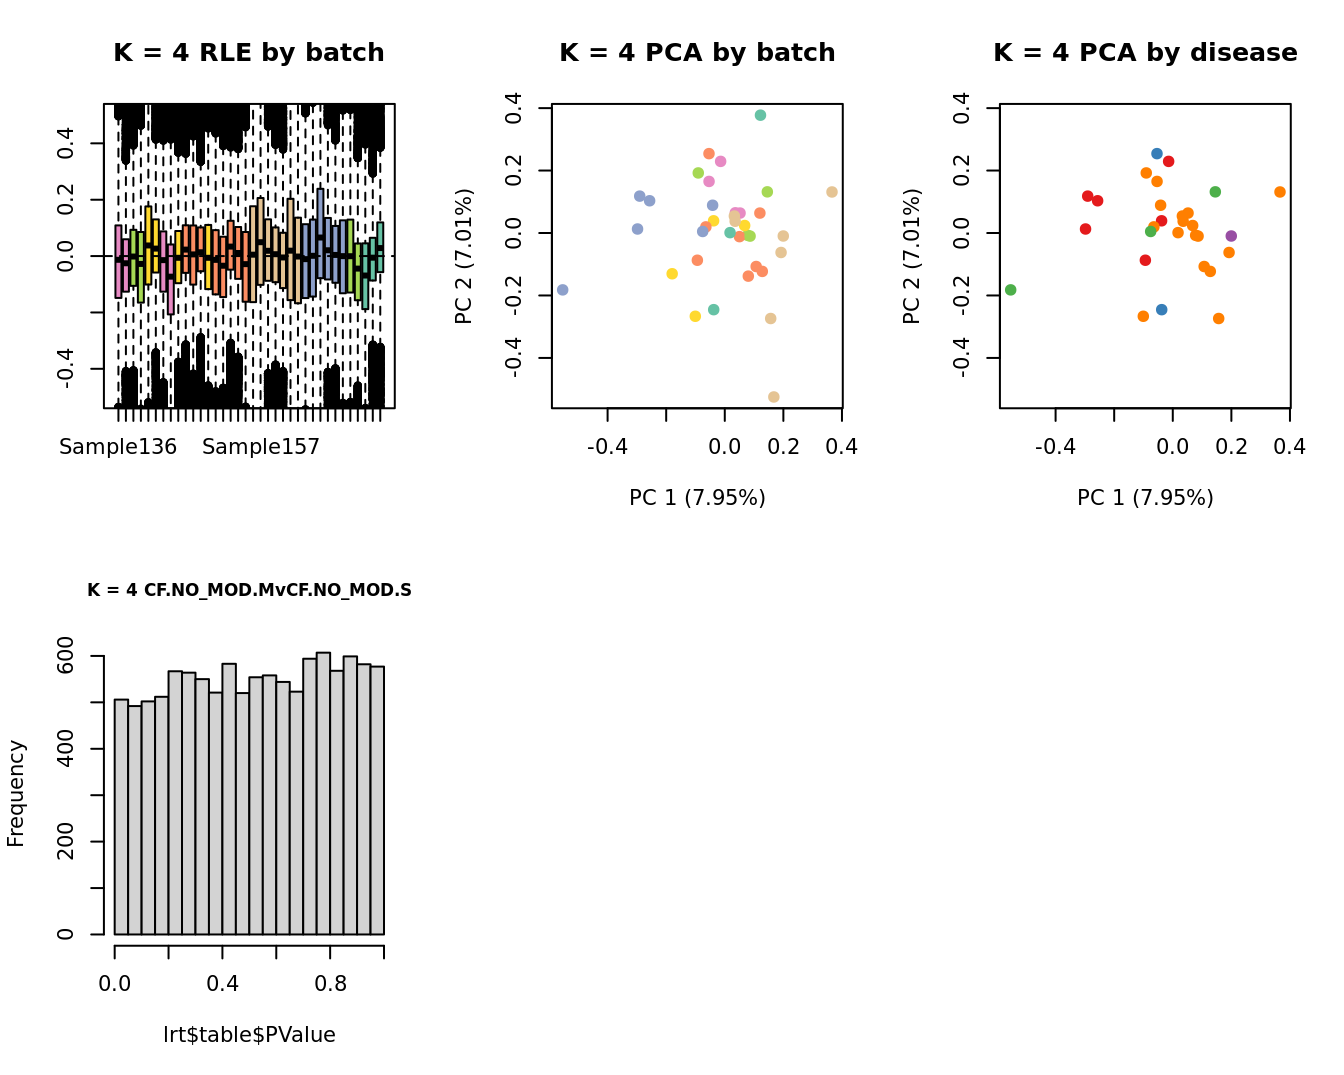 K = 4 RLE by batch
0.4
0.2
0.0
-0.4
Sample136 Sample157
K = 4 PCA by batch
PC 2 (7.01%)
0.4
0.2
0.0
-0.2
-0.4
-0.4 0.0 0.2 0.4
PC 1 (7.95%)
K = 4 PCA by disease
PC 2 (7.01%)
0.4
0.2
0.0
-0.2
-0.4
-0.4 0.0 0.2 0.4
PC 1 (7.95%)
K = 4 CF.NO_MOD.MvCF.NO_MOD.S
Frequency
600
400
200
0
0.0 0.4 0.8
lrt$table$PValue